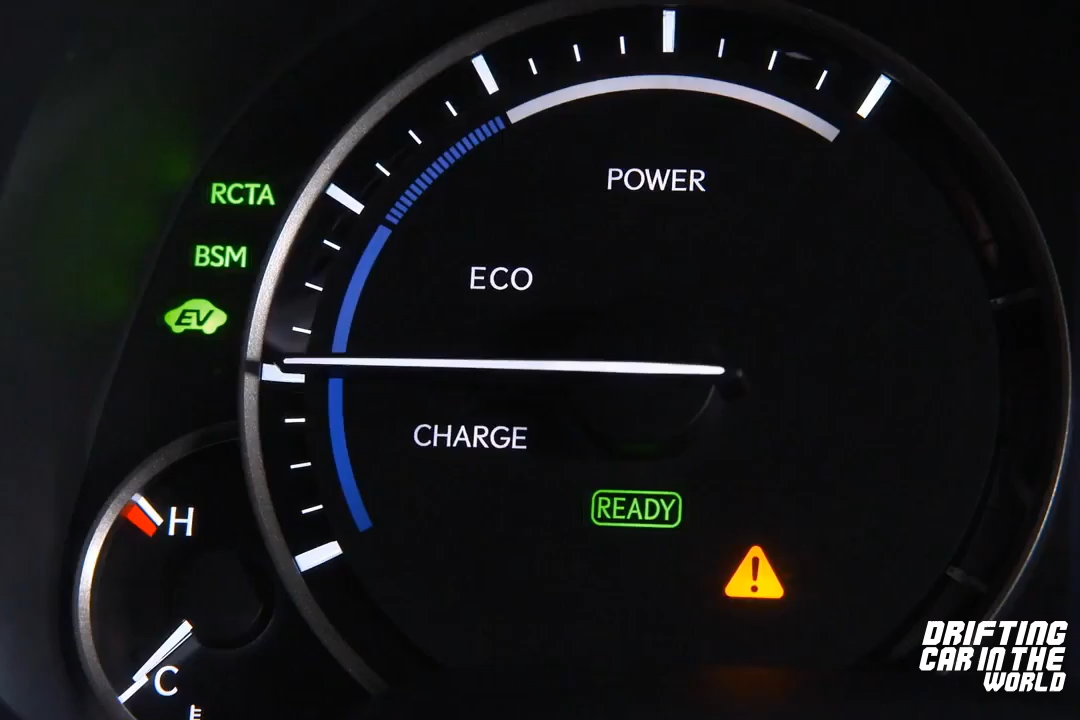 POWER
RCTA
BSM
ECO
EV
CHARGE
READY
H
!
C
DRIFTING
CAR IN THE
WORLD